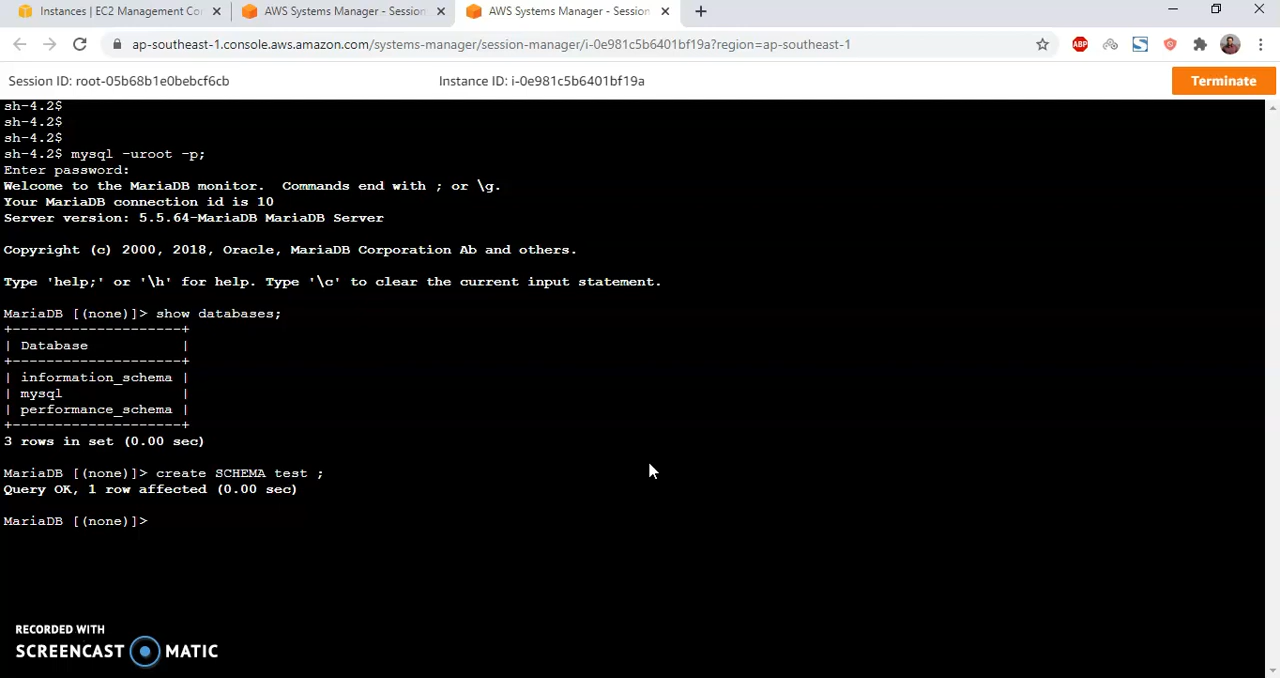 Instances | EC2 Management Co
AWS Systems Manager - Session
AWS Systems Manager - Session
ap-southeast-1.console.aws.amazon.com/systems-manager/session-manager/i-0e981c5b6401bf19a?region=ap-southeast-1
ABP
Session ID: root-05b68b1e0bebcf6cb
Instance ID: i-0e981c5b6401bf19a
Terminate
sh-4.2$
sh-4.2$
sh-4.2$
sh-4.2$ mysql -uroot -p;
Enter password:
Welcome to the MariaDB monitor.  Commands end with ; or \g.
Your MariaDB connection id is 10
Server version: 5.5.64-MariaDB MariaDB Server
Copyright (c) 2000, 2018, Oracle, MariaDB Corporation Ab and others.
Type 'help;' or '\h' for help. Type '\c' to clear the current input statement.
MariaDB [(none)]> show databases;
+--------------------+
| Database           |
+--------------------+
| information_schema |
| mysql              |
| performance_schema |
+--------------------+
3 rows in set (0.00 sec)
MariaDB [(none)]> create SCHEMA test ;
Query OK, 1 row affected (0.00 sec)
MariaDB [(none)]>
RECORDED WITH
SCREENCAST MATIC